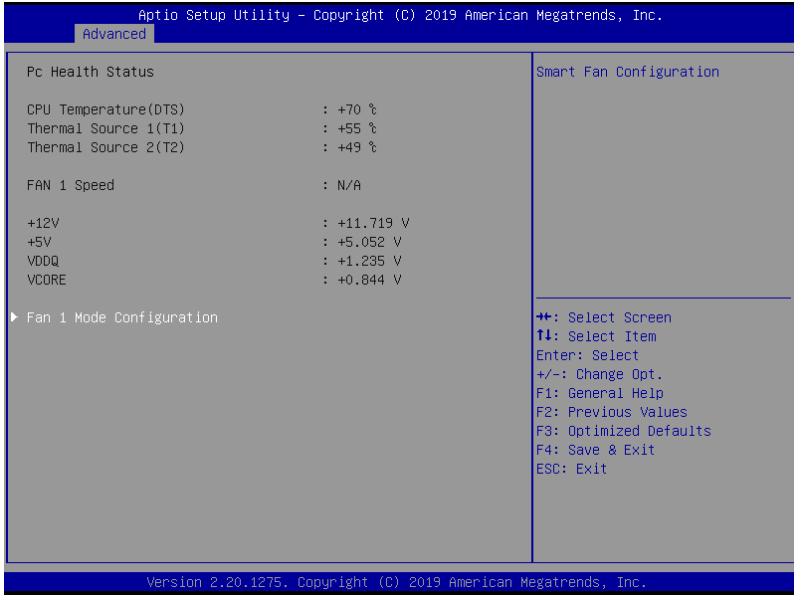 Aptio Setup Utility – Copyright (C) 2019 American Megatrends, Inc.
Advanced
Pc Health Status
CPU Temperature(DTS) : +70 ℃
Thermal Source 1(T1) : +55 ℃
Thermal Source 2(T2) : +49 ℃
FAN 1 Speed : N/A
+12V : +11.719 V
+5V : +5.052 V
VDDQ : +1.235 V
VCORE : +0.844 V
▶ Fan 1 Mode Configuration
Smart Fan Configuration
→←: Select Screen
↑↓: Select Item
Enter: Select
+/-: Change Opt.
F1: General Help
F2: Previous Values
F3: Optimized Defaults
F4: Save & Exit
ESC: Exit
Version 2.20.1275. Copyright (C) 2019 American Megatrends, Inc.